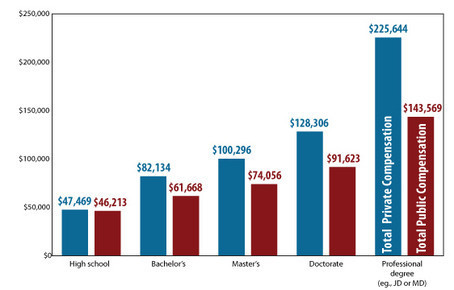 $250,000
$200,000
$150,000
$100,000
$50,000
$0
$47,469
$46,213
$82,134
$61,668
$100,296
$74,056
$128,306
$91,623
$225,644
$143,569
Total Private Compensation
Total Public Compensation
High school
Bachelor's
Master's
Doctorate
Professional
degree
(eg., JD or MD)